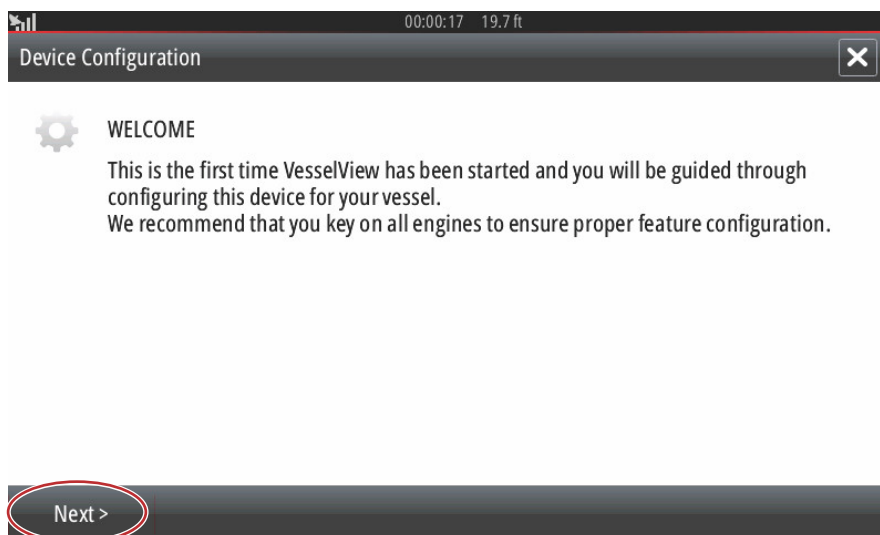 00:00:17 19.7 ft
Device Configuration
WELCOME
This is the first time VesselView has been started and you will be guided through
configuring this device for your vessel.
We recommend that you key on all engines to ensure proper feature configuration.
Next >